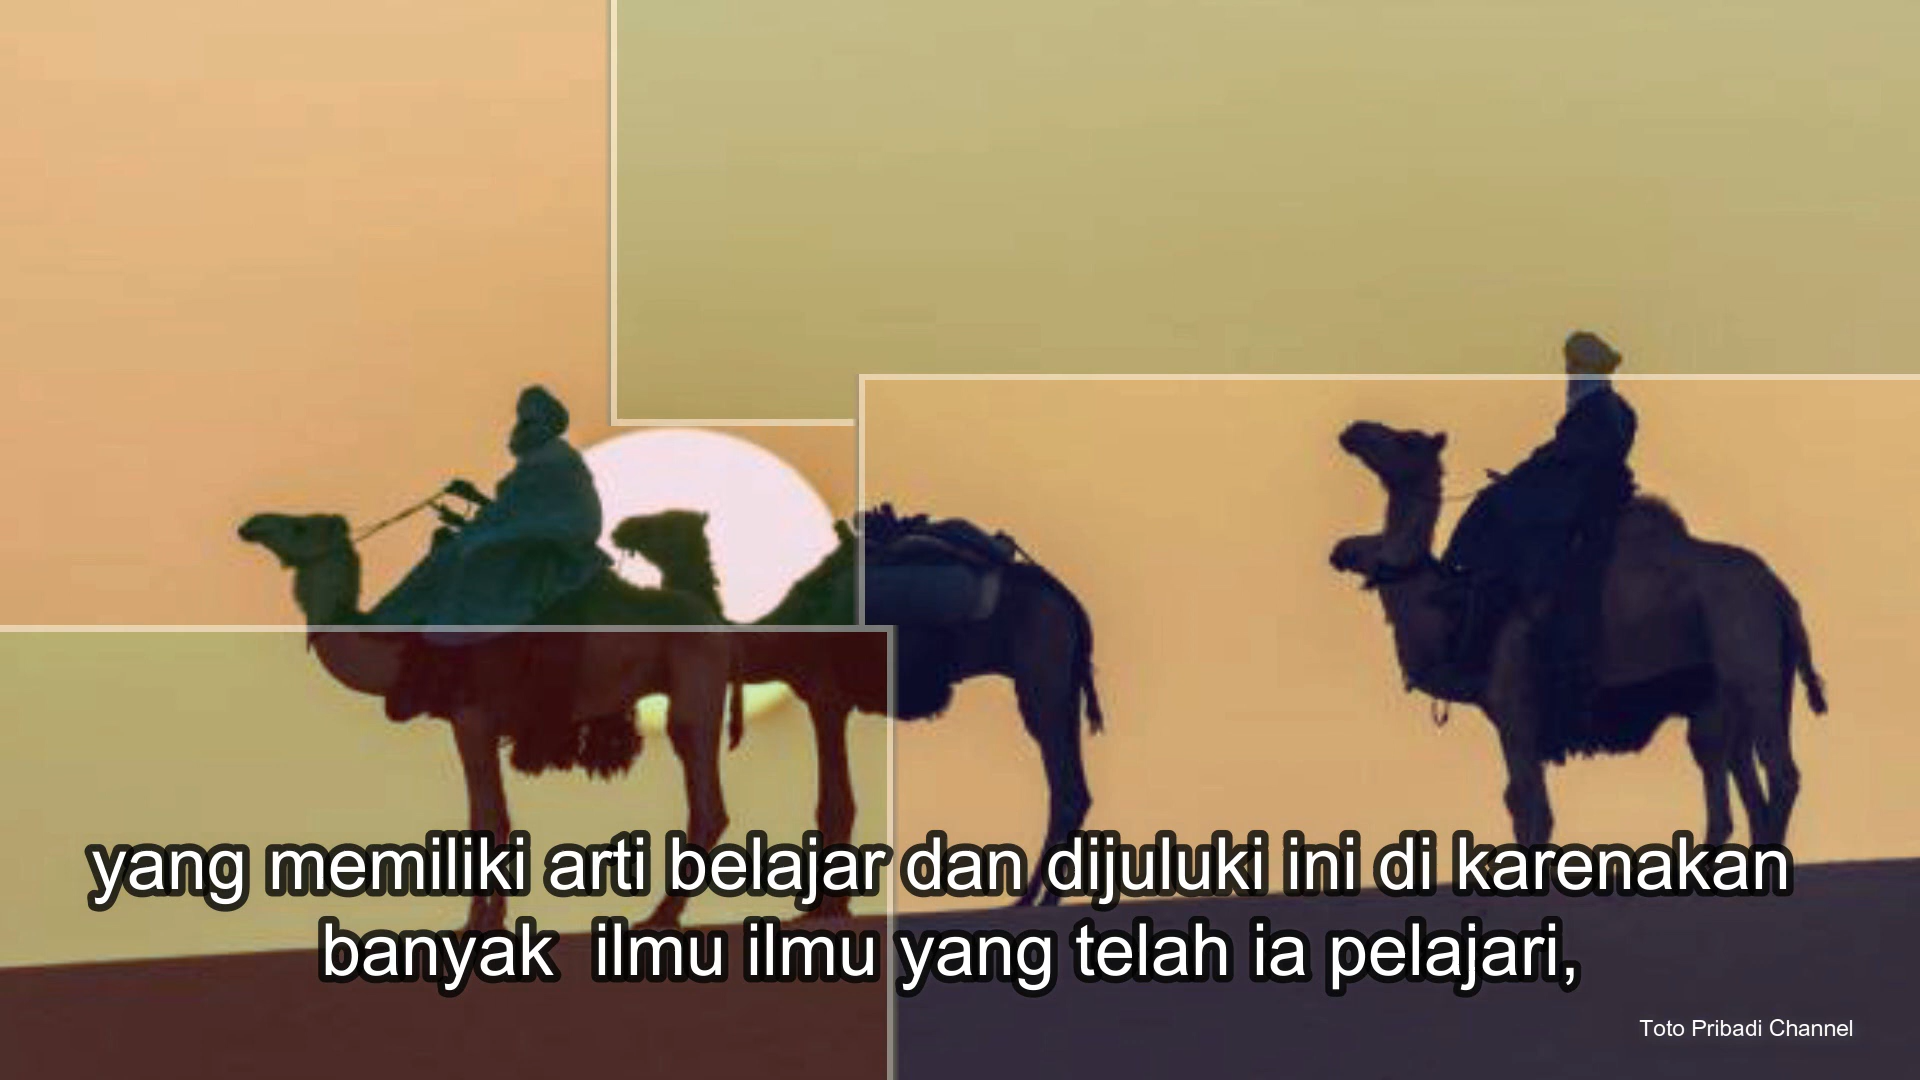 yang memiliki arti belajar dan dijuluki ini di karenakan
banyak  ilmu ilmu yang telah ia pelajari,
Toto Pribadi Channel